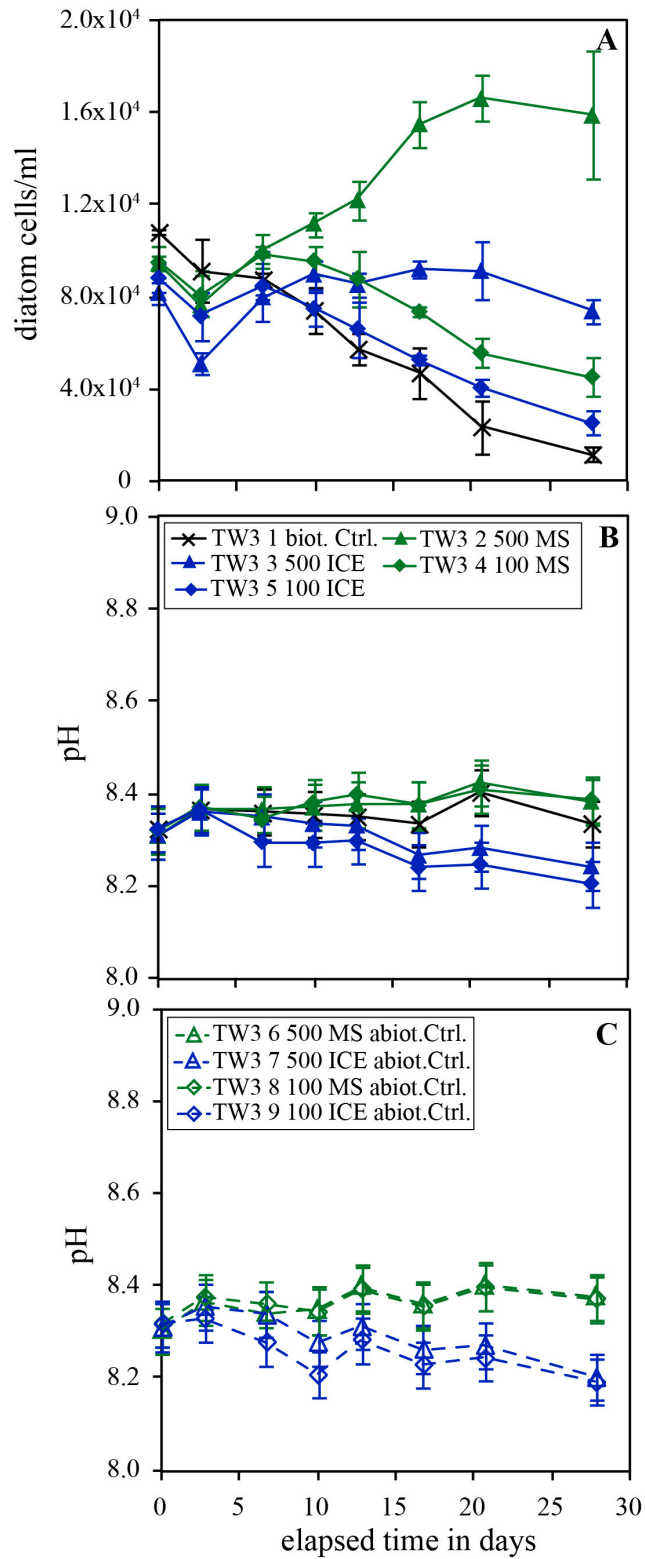 2.0x10⁴
A
1.6x10⁴
1.2x10⁴
8.0x10⁴
4.0x10⁴
0
diatom cells/ml
9.0
B
TW3 1 biot. Ctrl.
TW3 2 500 MS
TW3 3 500 ICE
TW3 4 100 MS
TW3 5 100 ICE
8.8
8.6
8.4
8.2
8.0
pH
9.0
C
TW3 6 500 MS abiot.Ctrl.
TW3 7 500 ICE abiot.Ctrl.
TW3 8 100 MS abiot.Ctrl.
TW3 9 100 ICE abiot.Ctrl.
8.8
8.6
8.4
8.2
8.0
pH
0 5 10 15 20 25 30
elapsed time in days